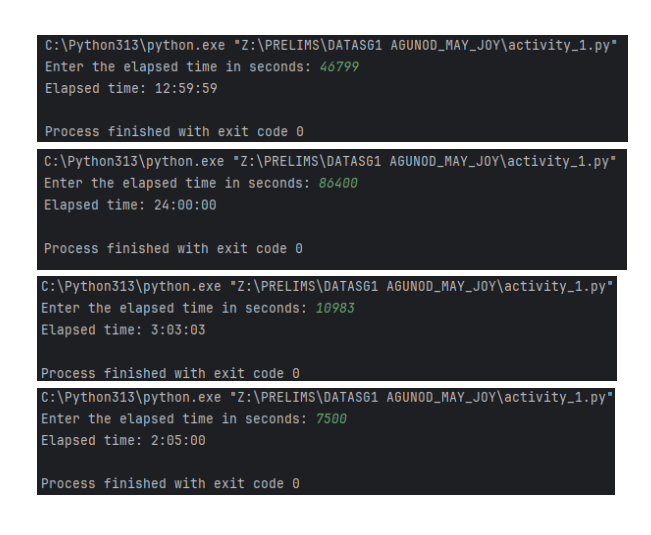 C:\Python313\python.exe "Z:\PRELIMS\DATASG1 AGUNOD_MAY_JOY\activity_1.py"
Enter the elapsed time in seconds: 46799
Elapsed time: 12:59:59
Process finished with exit code 0
C:\Python313\python.exe "Z:\PRELIMS\DATASG1 AGUNOD_MAY_JOY\activity_1.py"
Enter the elapsed time in seconds: 86400
Elapsed time: 24:00:00
Process finished with exit code 0
C:\Python313\python.exe "Z:\PRELIMS\DATASG1 AGUNOD_MAY_JOY\activity_1.py"
Enter the elapsed time in seconds: 10983
Elapsed time: 3:03:03
Process finished with exit code 0
C:\Python313\python.exe "Z:\PRELIMS\DATASG1 AGUNOD_MAY_JOY\activity_1.py"
Enter the elapsed time in seconds: 7500
Elapsed time: 2:05:00
Process finished with exit code 0